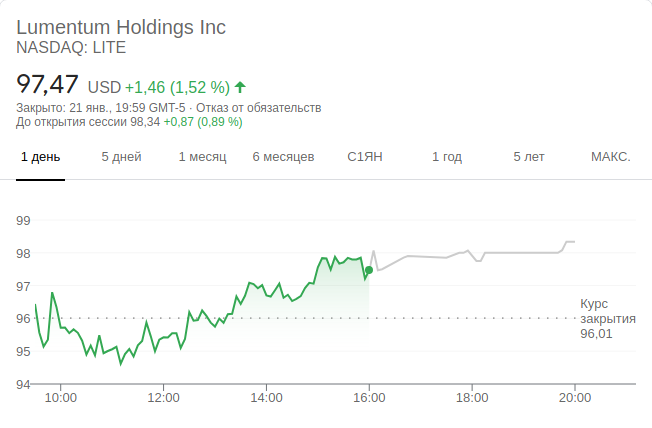 Lumentum Holdings Inc
NASDAQ: LITE
97,47 USD +1,46 (1,52 %)
Закрыто: 21 янв., 19:59 GMT-5 · Отказ от обязательств
До открытия сессии 98,34 +0,87 (0,89 %)
1 день 5 дней 1 месяц 6 месяцев С1ЯН 1 год 5 лет МАКС.
99
98
97
96
95
94
Курс
закрытия
96,01
10:00 12:00 14:00 16:00 18:00 20:00